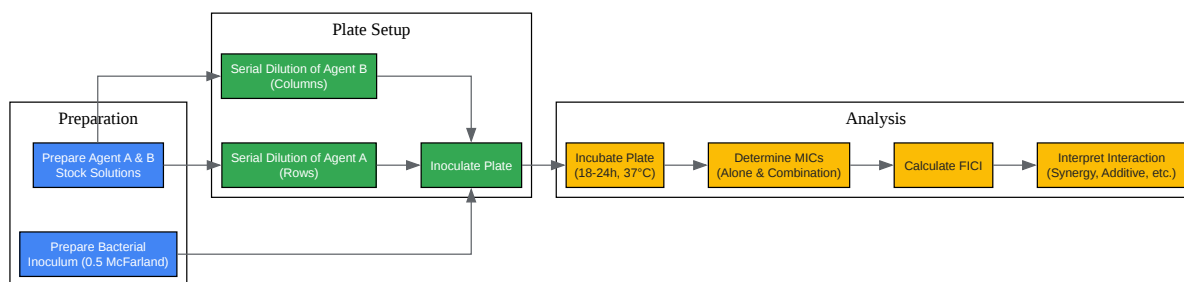 Plate Setup
Serial Dilution of Agent B
(Columns)
Preparation
Analysis
Prepare Agent A & B
Stock Solutions
Serial Dilution of Agent A
(Rows)
Inoculate Plate
Incubate Plate
(18-24h, 37°C)
Determine MICs
(Alone & Combination)
Calculate FICI
Interpret Interaction
(Synergy, Additive, etc.)
Prepare Bacterial
Inoculum (0.5 McFarland)